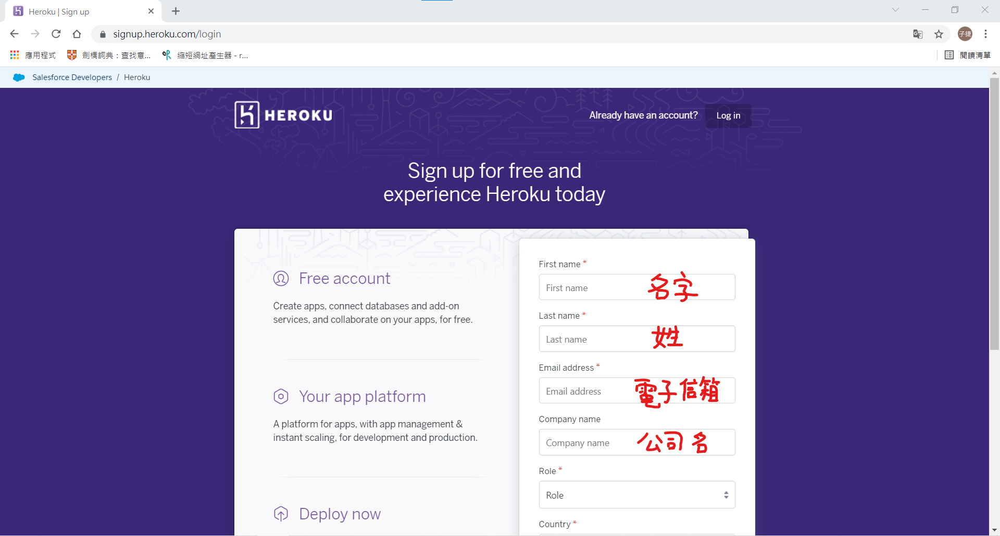 Heroku | Sign up
signup.heroku.com/login
子捷
應用程式
劍橋詞典：查找意...
縮短網址產生器 - r...
閱讀清單
Salesforce Developers / Heroku
HEROKU
Already have an account?
Log in
Sign up for free and
experience Heroku today
Free account
Create apps, connect databases and add-on
services, and collaborate on your apps, for free.
Your app platform
A platform for apps, with app management &
instant scaling, for development and production.
Deploy now
First name *
First name 名字
Last name *
Last name 姓
Email address *
Email address 電子信箱
Company name
Company name 公司名
Role *
Role
Country *